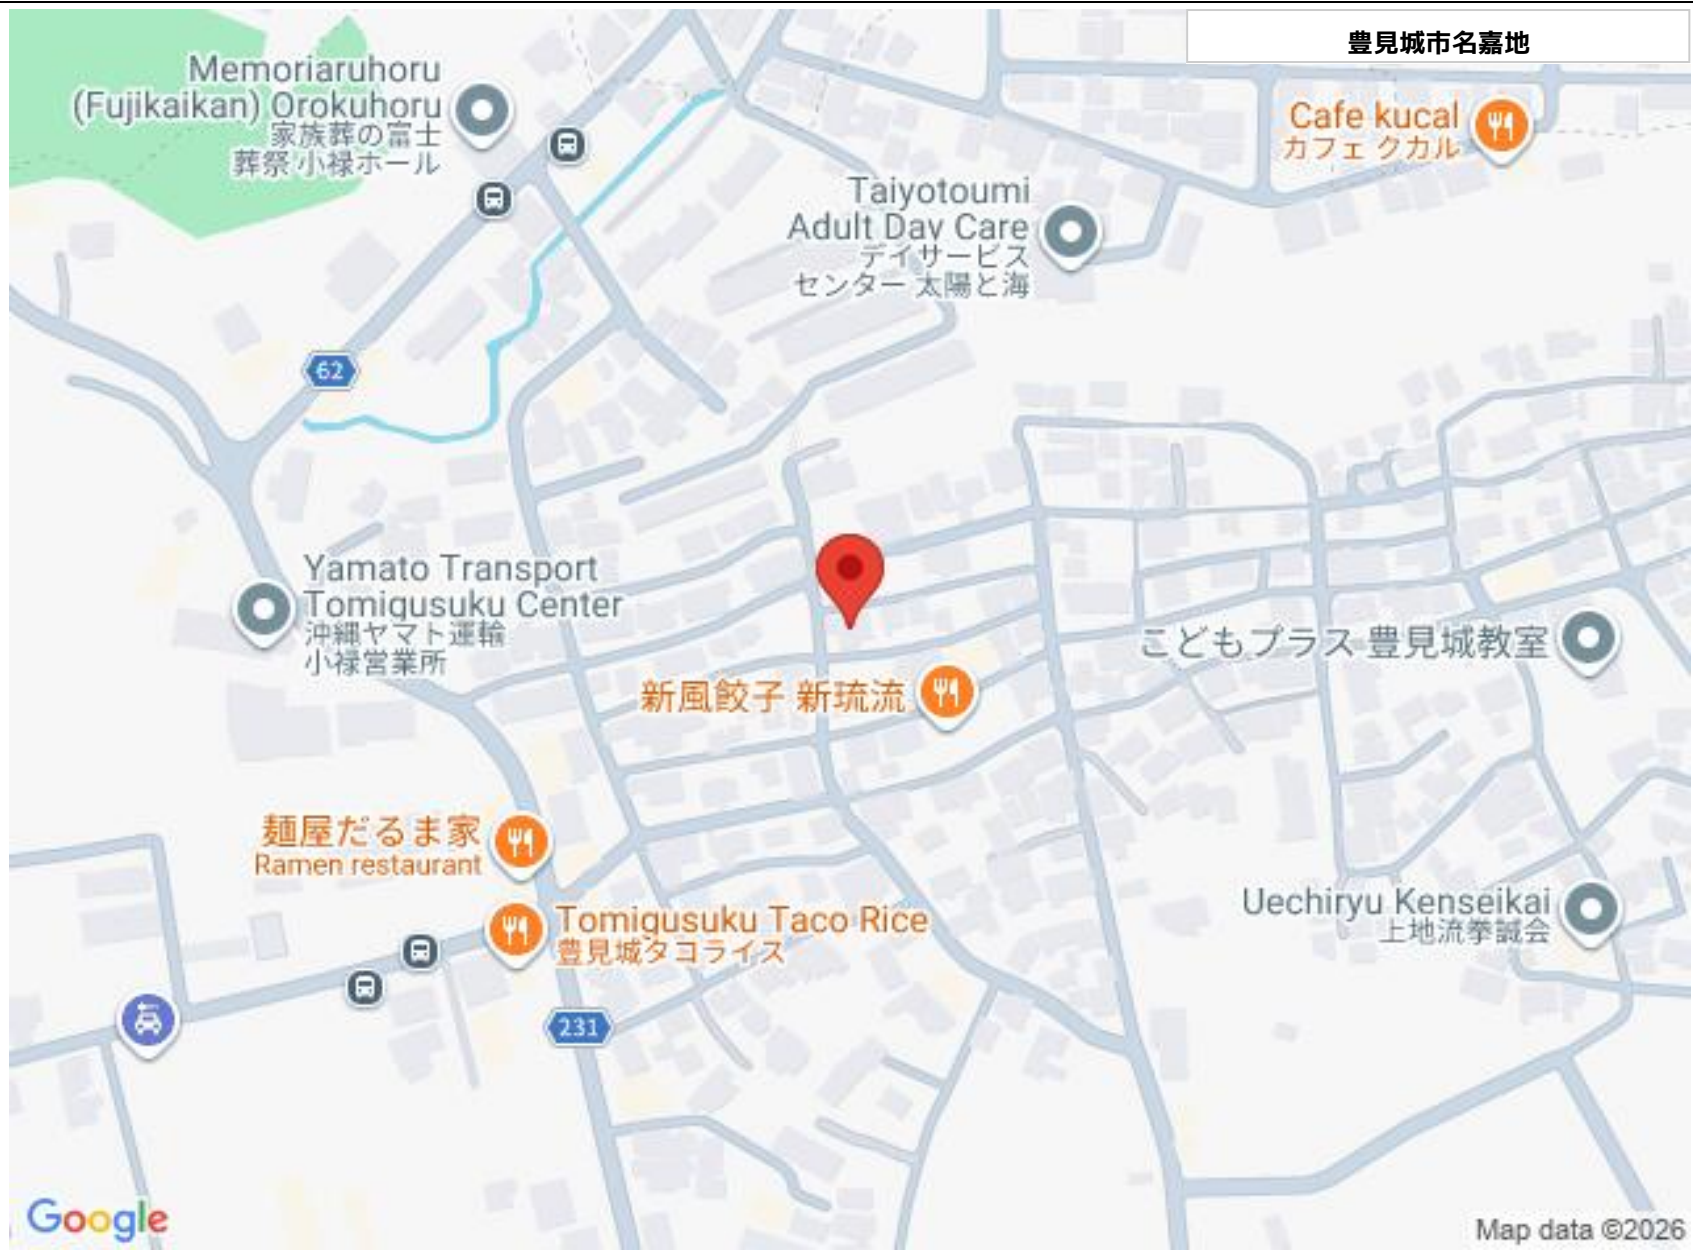 豊見城市名嘉地
Memoriaruhoru
(Fujikaikan) Orokuhoru
家族葬の富士
葬祭 小禄ホール
Cafe kucal
カフェ クカル
Taiyotoumi
Adult Day Care
デイサービス
センター 太陽と海
62
Yamato Transport
Tomigusuku Center
沖縄ヤマト運輸
小禄営業所
こどもプラス 豊見城教室
新風餃子 新琉流
麺屋だるま家
Ramen restaurant
Tomigusuku Taco Rice
豊見城タコライス
Uechiryu Kenseikai
上地流拳誠会
231
Google
Map data ©2026